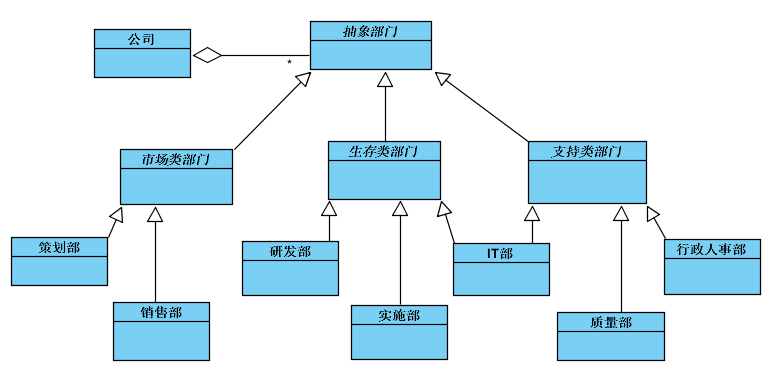 抽象部门
公司
*
市场类部门
生存类部门
支持类部门
策划部
研发部
IT部
行政人事部
销售部
实施部
质量部